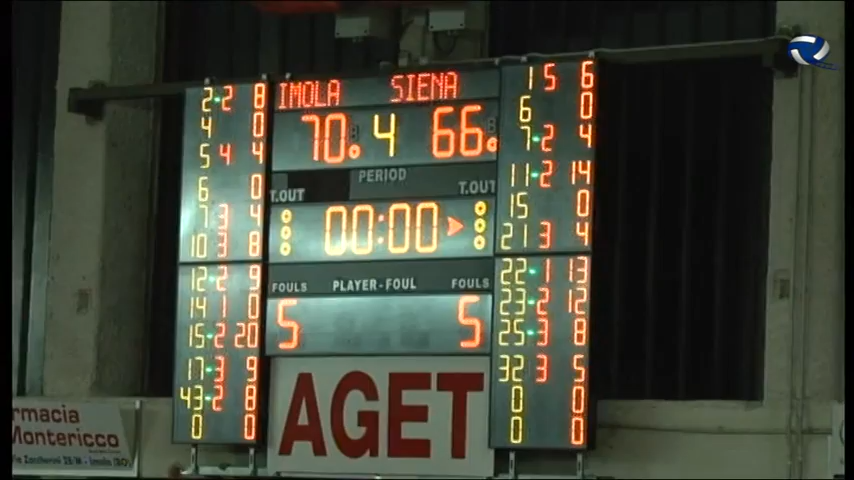 IMOLA SIENA
70 4 66
PERIOD
T.OUT T.OUT
00:00
FOULS PLAYER-FOUL FOULS
5 5
2 2 8
4 0
5 4 4
6 0
7 3 4
10 3 8
12 2 9
14 1 0
15 2 20
17 3 9
43 2 8
0 0
1 5 6
6 0
7 2 4
11 2 14
15 0
21 3 4
22 1 13
23 2 12
25 3 8
32 3 5
0 0
0 0
AGET
rmacia
Montericco